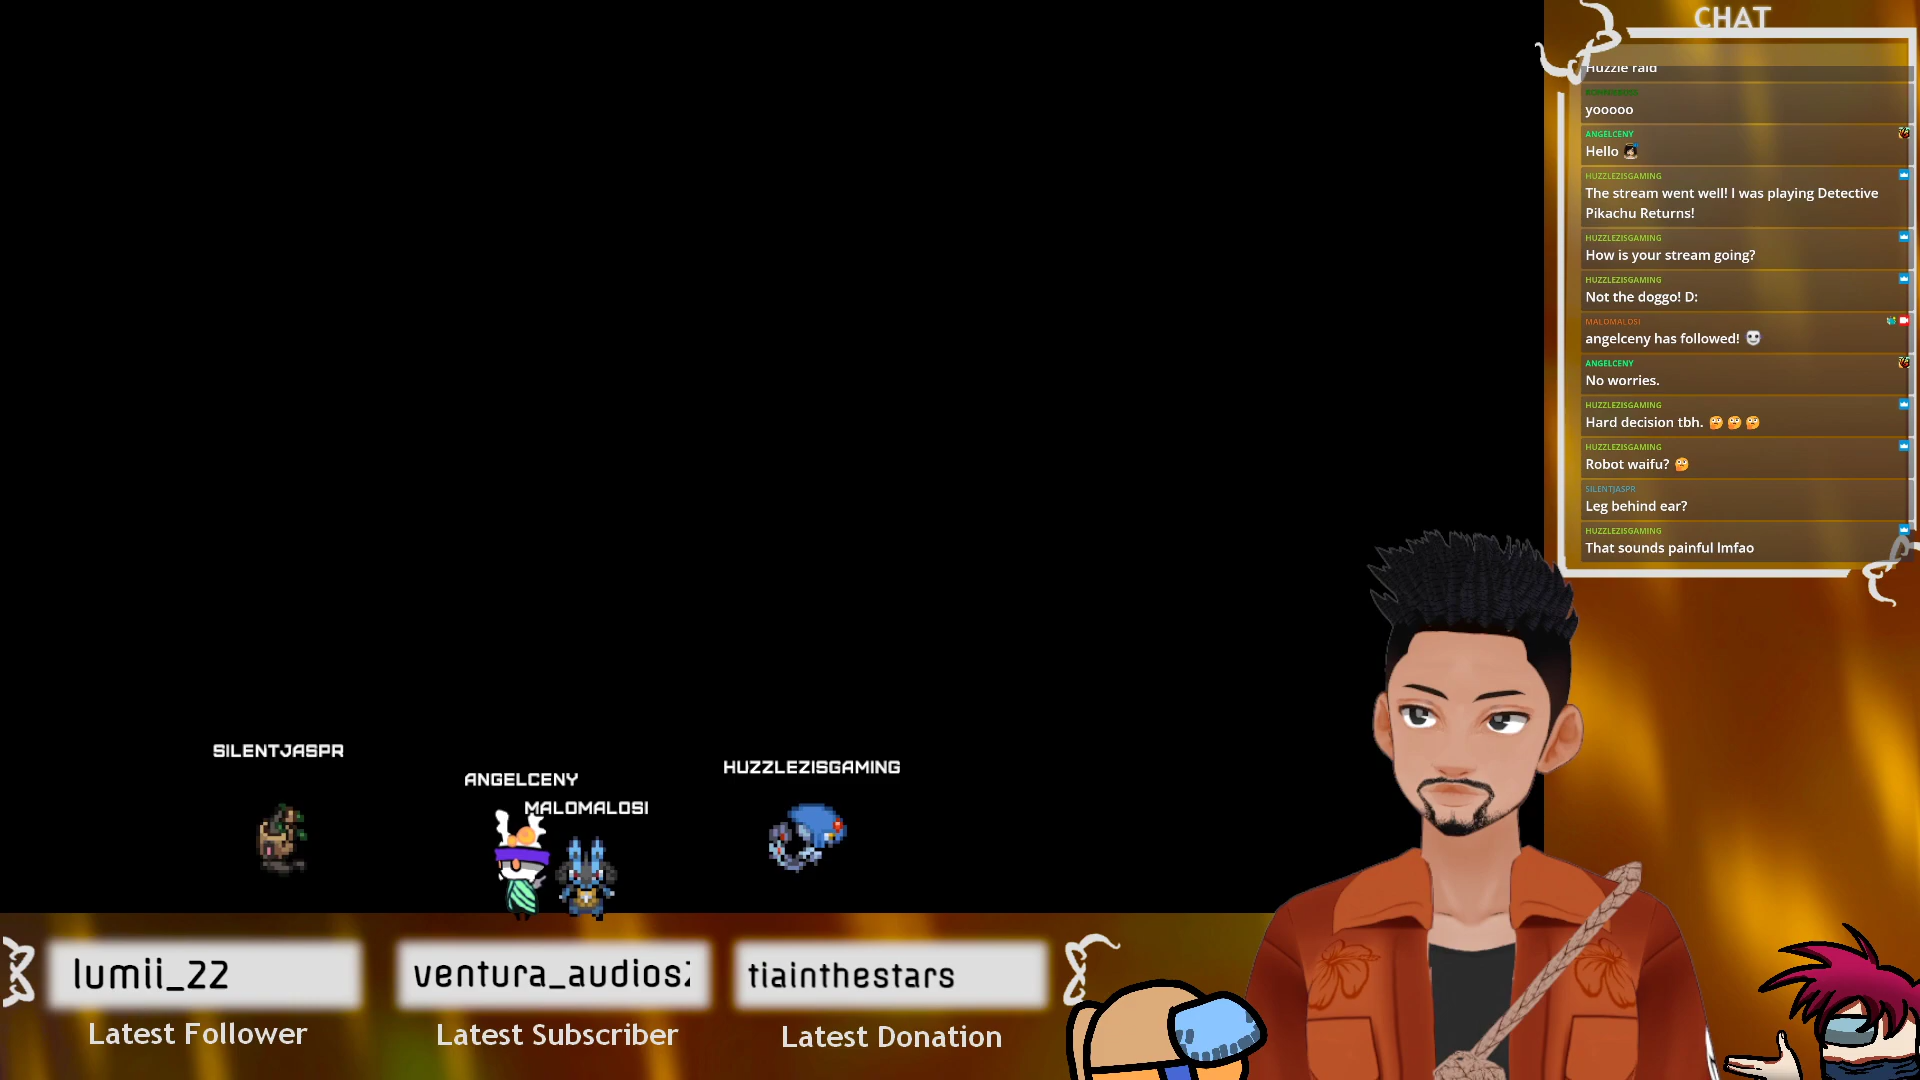 CHAT
Huzzle raid
yooooo
ANGELCENY
Hello
HUZZLEZISGAMING
The stream went well! I was playing Detective
Pikachu Returns!
HUZZLEZISGAMING
How is your stream going?
HUZZLEZISGAMING
Not the doggo! D:
MALOMALOSI
angelceny has followed!
ANGELCENY
No worries.
HUZZLEZISGAMING
Hard decision tbh.
HUZZLEZISGAMING
Robot waifu?
SILENTJASPR
Leg behind ear?
HUZZLEZISGAMING
That sounds painful lmfao
SILENTJASPR
ANGELCENY
MALOMALOSI
HUZZLEZISGAMING
lumii_22
Latest Follower
ventura_audios
Latest Subscriber
tiainthestars
Latest Donation